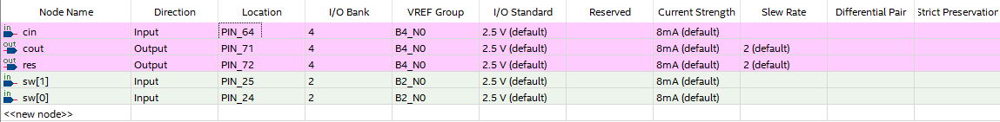 Node Name Direction Location I/O Bank VREF Group I/O Standard Reserved Current Strength Slew Rate Differential Pair Strict Preservation
in cin Input PIN_64 4 B4_N0 2.5 V (default) 8mA (default)
out cout Output PIN_71 4 B4_N0 2.5 V (default) 8mA (default) 2 (default)
out res Output PIN_72 4 B4_N0 2.5 V (default) 8mA (default) 2 (default)
in sw[1] Input PIN_25 2 B2_N0 2.5 V (default) 8mA (default)
in sw[0] Input PIN_24 2 B2_N0 2.5 V (default) 8mA (default)
<<new node>>